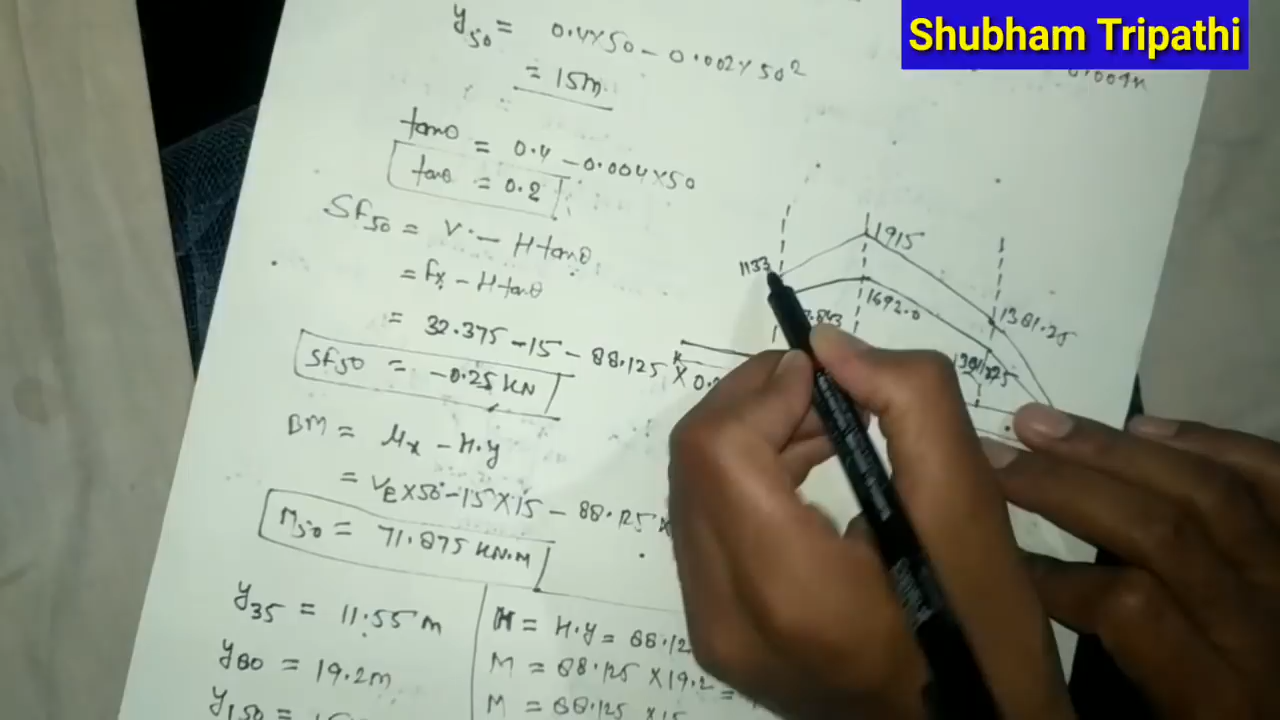 Shubham Tripathi
y50 = 0.4×50 - 0.002×50²
= 15m
tanθ = 0.4 - 0.004×50
tanθ = 0.2
SF50 = V - H tanθ
= Fx - H tanθ
= 32.375 - 15 - 88.125
SF50 = -0.25 KN
BM = Mx - H.y
= VE×50 - 15×15 - 88.125×
M50 = 71.875 KN.M
y35 = 11.55 m
y80 = 19.2m
y150 =
M = H.y = 88.12
M = 88.125 × 19.2 =
M = 88.125 × 15
1133
1915
1692.0
1381.25